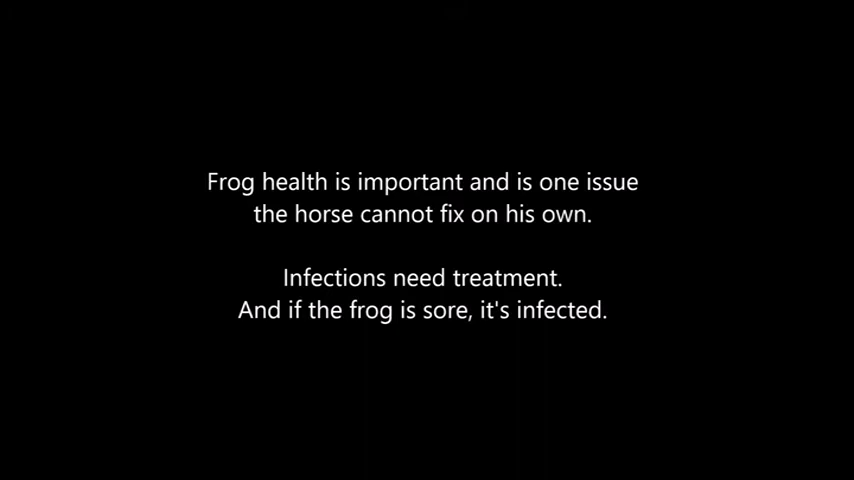 Frog health is important and is one issue
the horse cannot fix on his own.
Infections need treatment.
And if the frog is sore, it's infected.